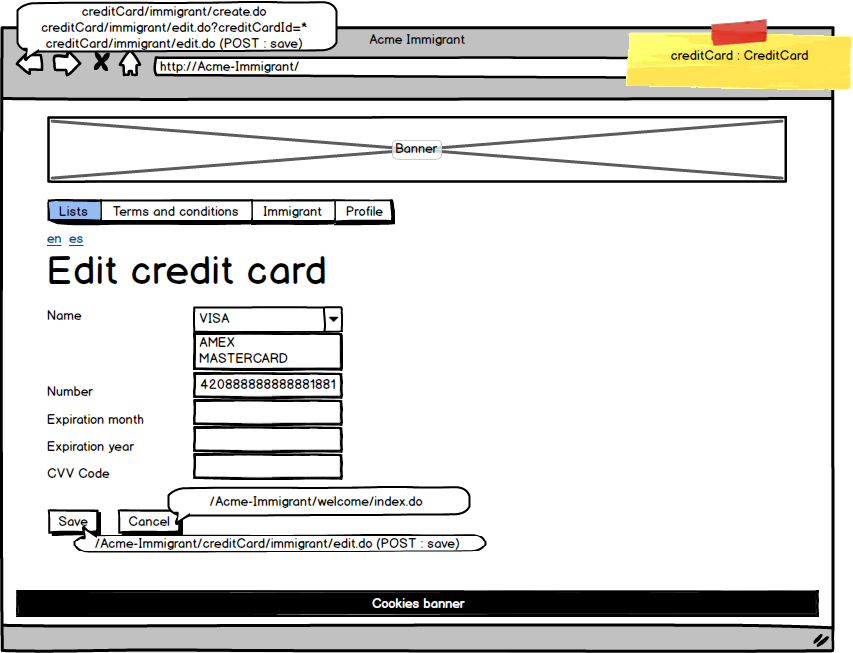 creditCard/immigrant/create.do
creditCard/immigrant/edit.do?creditCardId=*
creditCard/immigrant/edit.do (POST : save)
Acme Immigrant
creditCard : CreditCard
http://Acme-Immigrant/
Banner
Lists Terms and conditions Immigrant Profile
en es
Edit credit card
Name VISA
AMEX
MASTERCARD
Number 420888888888881881
Expiration month
Expiration year
CVV Code
/Acme-Immigrant/welcome/index.do
Save Cancel
/Acme-Immigrant/creditCard/immigrant/edit.do (POST : save)
Cookies banner